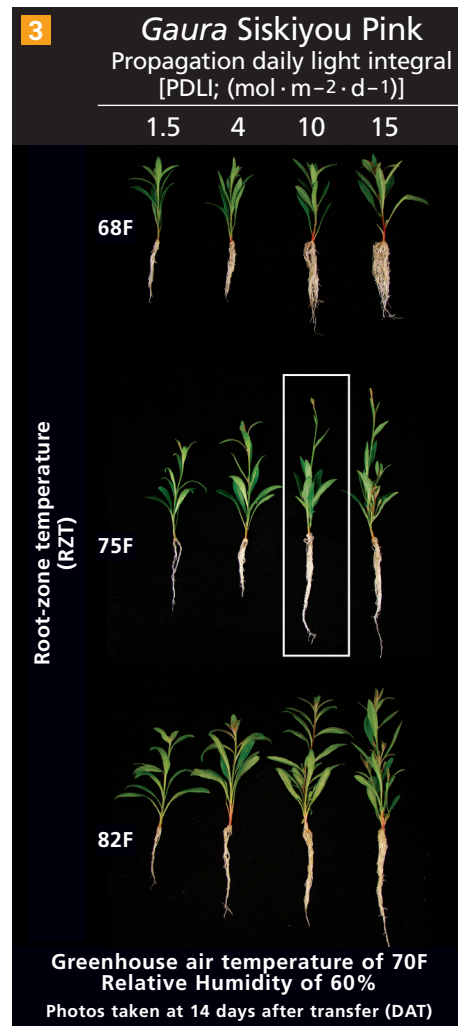 3
Gaura Siskiyou Pink
Propagation daily light integral
[PDLI; (mol · m–2 · d–1)]
1.5 4 10 15
68F
Root-zone temperature
(RZT)
75F
82F
Greenhouse air temperature of 70F
Relative Humidity of 60%
Photos taken at 14 days after transfer (DAT)